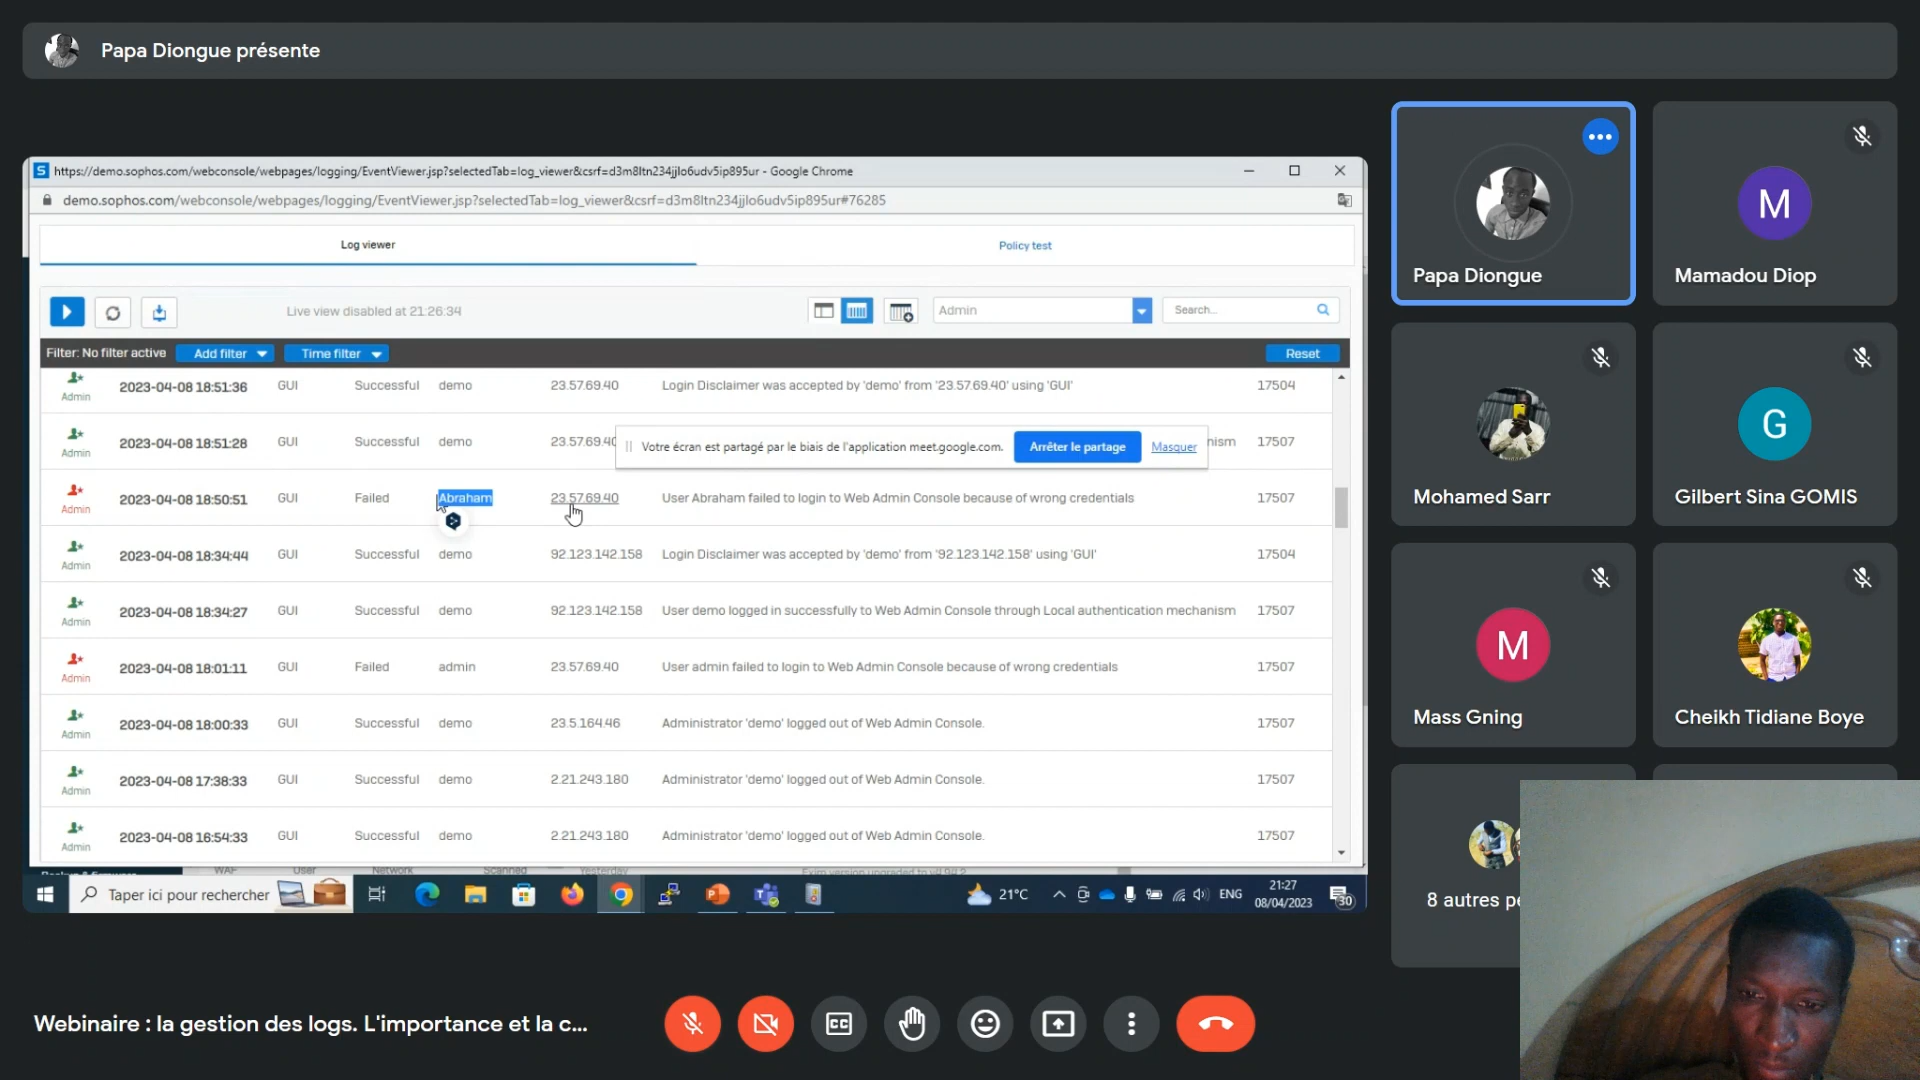 Papa Diongue présente
S https://demo.sophos.com/webconsole/webpages/logging/EventViewer.jsp?selectedTab=log_viewer&csrf=d3m8ltn234jjlo6udv5ip895ur - Google Chrome
demo.sophos.com/webconsole/webpages/logging/EventViewer.jsp?selectedTab=log_viewer&csrf=d3m8ltn234jjlo6udv5ip895ur#76285
Log viewer Policy test
Live view disabled at 21:26:34 Admin Search...
Filter: No filter active Add filter Time filter Reset
Admin 2023-04-08 18:51:36 GUI Successful demo 23.57.69.40 Login Disclaimer was accepted by 'demo' from '23.57.69.40' using 'GUI' 17504
Admin 2023-04-08 18:51:28 GUI Successful demo 23.57.69.40 nism 17507
Votre écran est partagé par le biais de l'application meet.google.com. Arrêter le partage Masquer
Admin 2023-04-08 18:50:51 GUI Failed Abraham 23.57.69.40 User Abraham failed to login to Web Admin Console because of wrong credentials 17507
Admin 2023-04-08 18:34:44 GUI Successful demo 92.123.142.158 Login Disclaimer was accepted by 'demo' from '92.123.142.158' using 'GUI' 17504
Admin 2023-04-08 18:34:27 GUI Successful demo 92.123.142.158 User demo logged in successfully to Web Admin Console through Local authentication mechanism 17507
Admin 2023-04-08 18:01:11 GUI Failed admin 23.57.69.40 User admin failed to login to Web Admin Console because of wrong credentials 17507
Admin 2023-04-08 18:00:33 GUI Successful demo 23.5.164.46 Administrator 'demo' logged out of Web Admin Console. 17507
Admin 2023-04-08 17:38:33 GUI Successful demo 2.21.243.180 Administrator 'demo' logged out of Web Admin Console. 17507
Admin 2023-04-08 16:54:33 GUI Successful demo 2.21.243.180 Administrator 'demo' logged out of Web Admin Console. 17507
WAF User Network Scanned Yesterday
Taper ici pour rechercher 21°C ENG 21:27
08/04/2023 30
Papa Diongue
M
Mamadou Diop
Mohamed Sarr
G
Gilbert Sina GOMIS
M
Mass Gning
Cheikh Tidiane Boye
8 autres pe
Webinaire : la gestion des logs. L'importance et la c...
CC